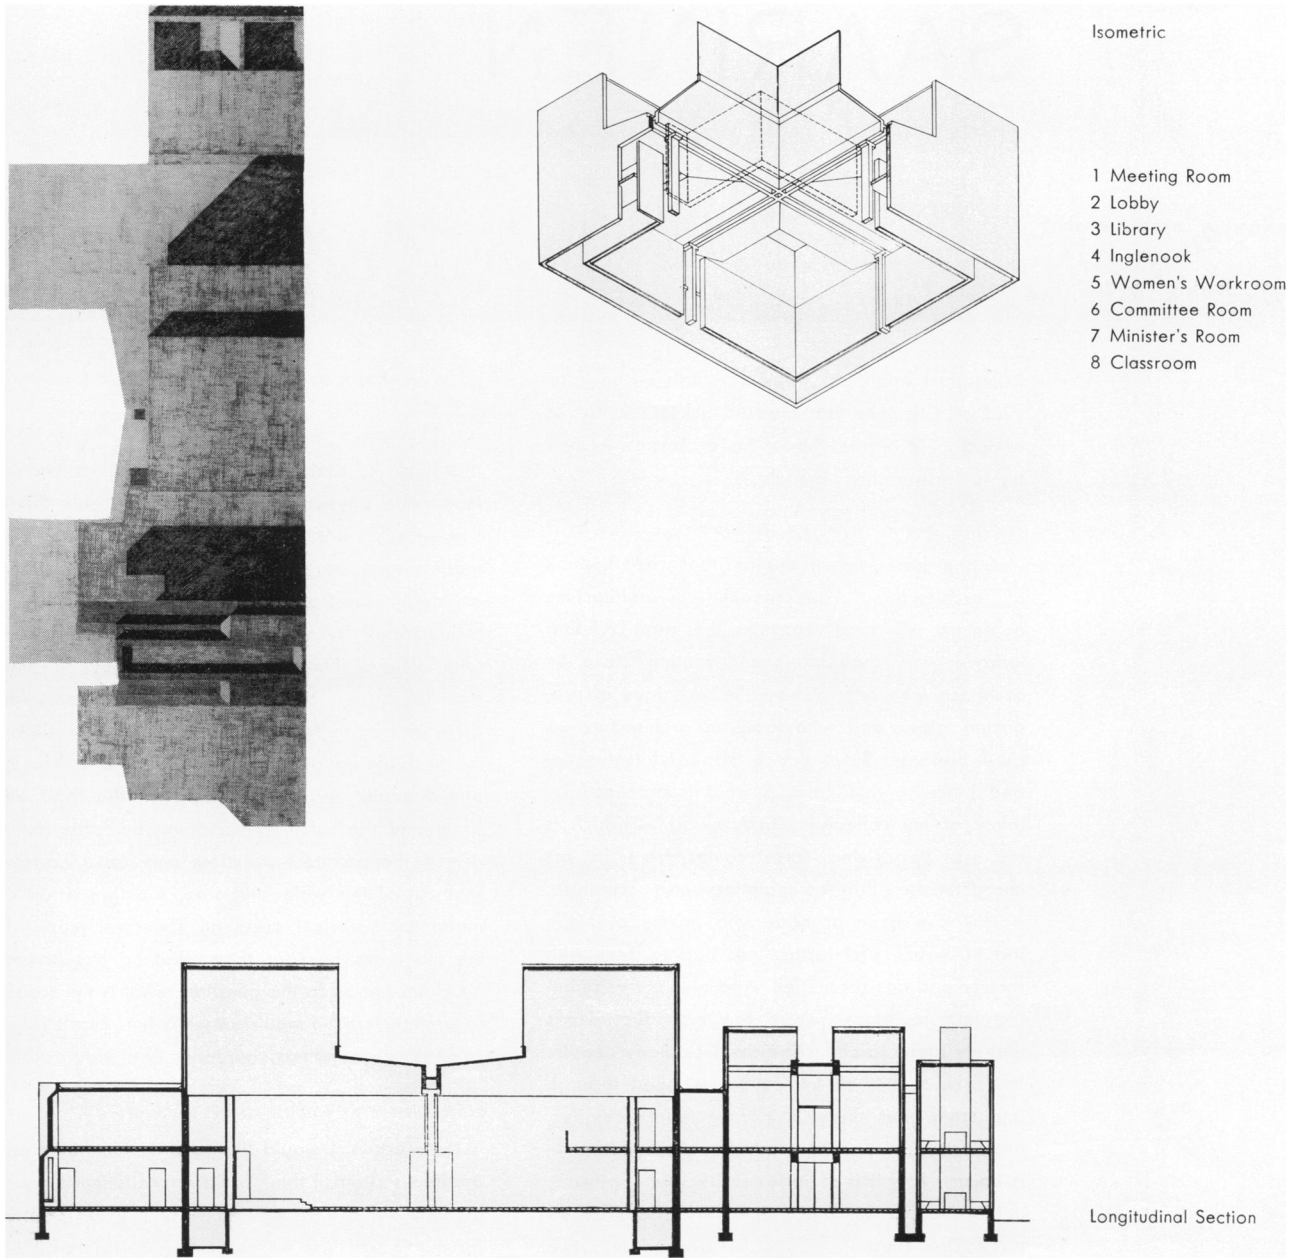 Isometric
1 Meeting Room
2 Lobby
3 Library
4 Inglenook
5 Women's Workroom
6 Committee Room
7 Minister's Room
8 Classroom
Longitudinal Section